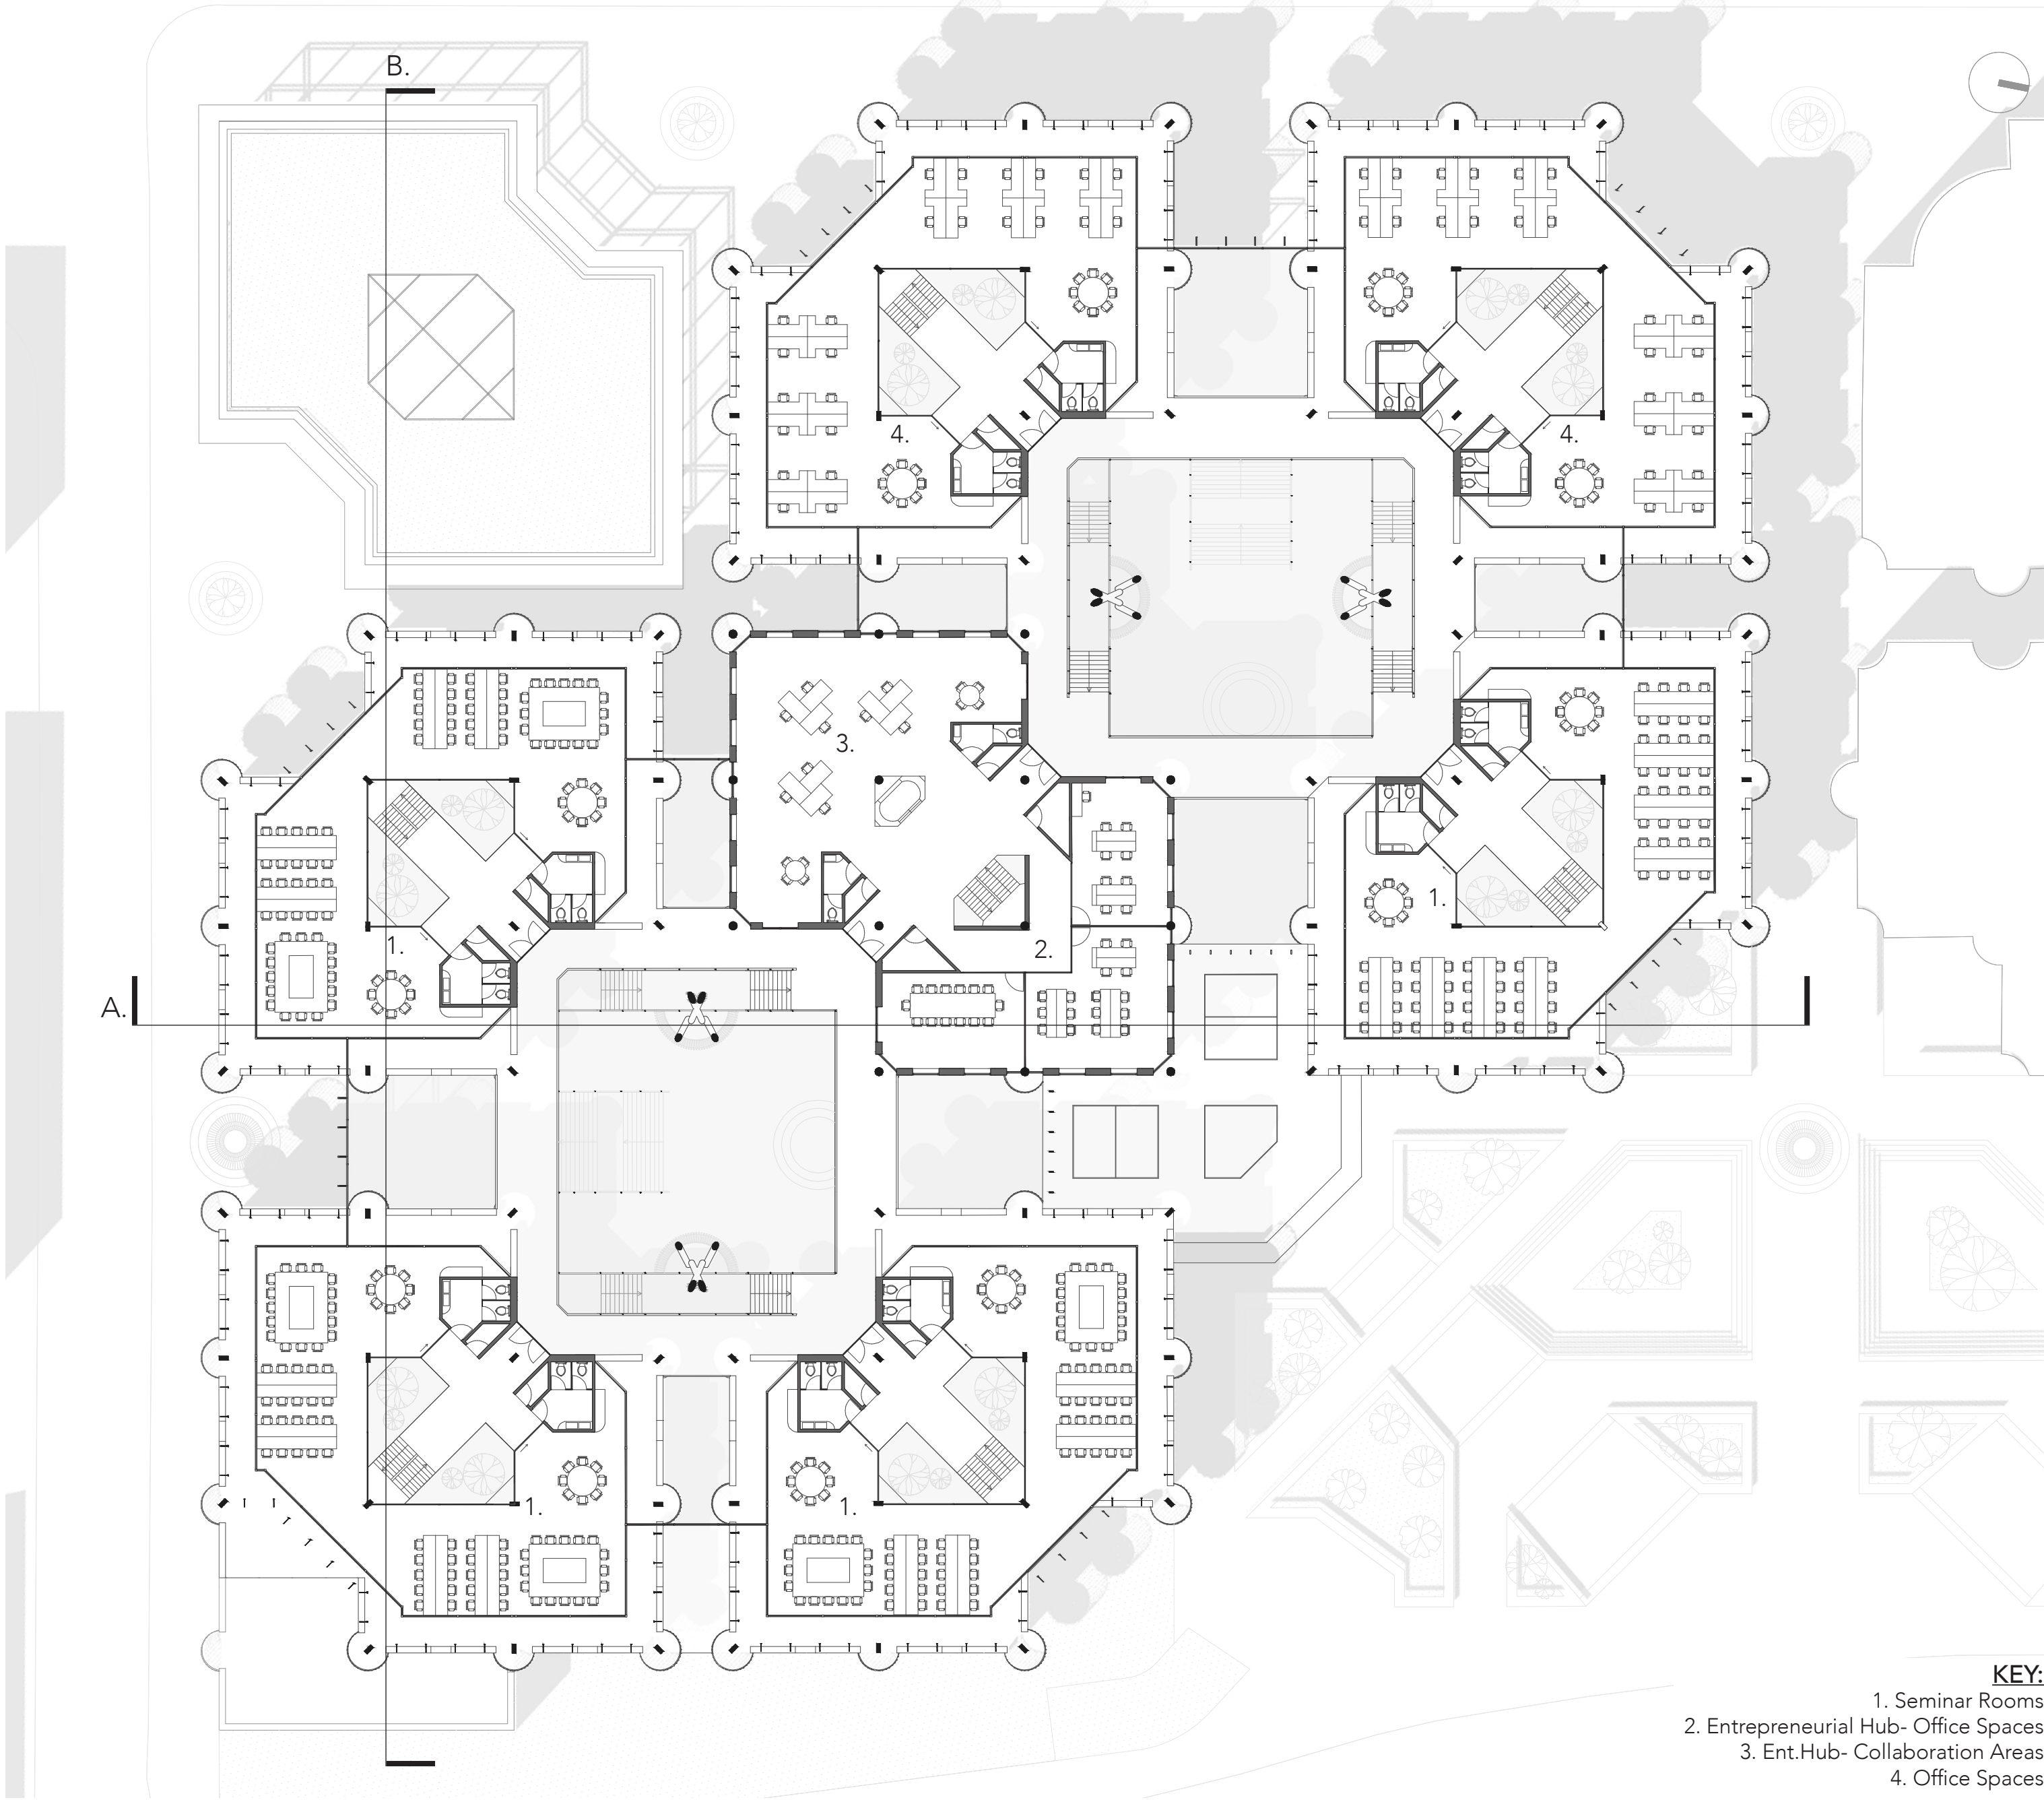 B.
4.
4.
3.
1.
1.
2.
A.
1.
1.
KEY:
1. Seminar Rooms
2. Entrepreneurial Hub- Office Spaces
3. Ent.Hub- Collaboration Areas
4. Office Spaces